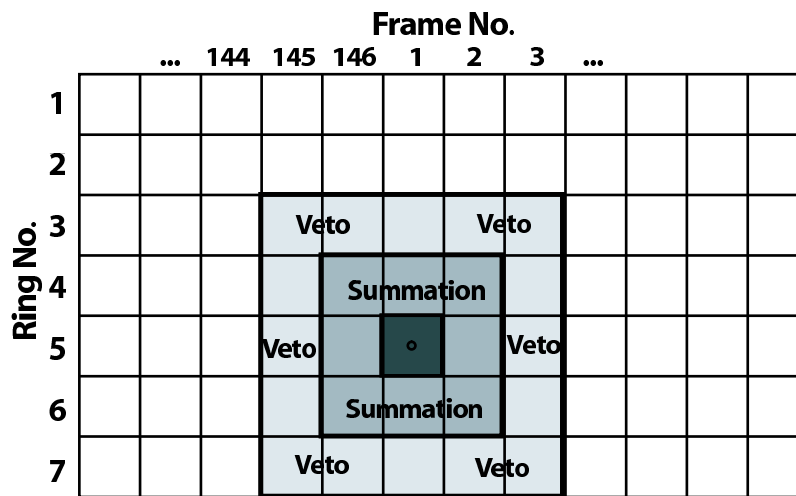 Frame No.
... 144 145 146 1 2 3 ...
Ring No.
1
2
3 Veto Veto
4 Summation
5 Veto Veto
6 Summation
7 Veto Veto